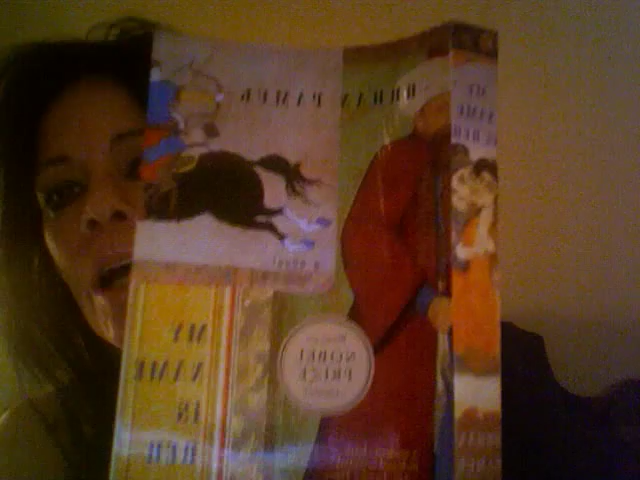 ORHAN PAMUK
a novel
MY
NAME
IS
RED
NOBEL
PRIZE
MY
NAME
IS RED